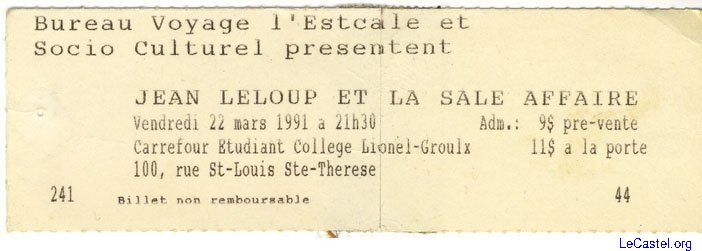 Bureau Voyage l'Estcale et
Socio Culturel presentent
JEAN LELOUP ET LA SALE AFFAIRE
Vendredi 22 mars 1991 a 21h30 Adm.: 9$ pre-vente
Carrefour Etudiant College Lionel-Groulx 11$ a la porte
100, rue St-Louis Ste-Therese
241 Billet non remboursable 44
LeCastel.org